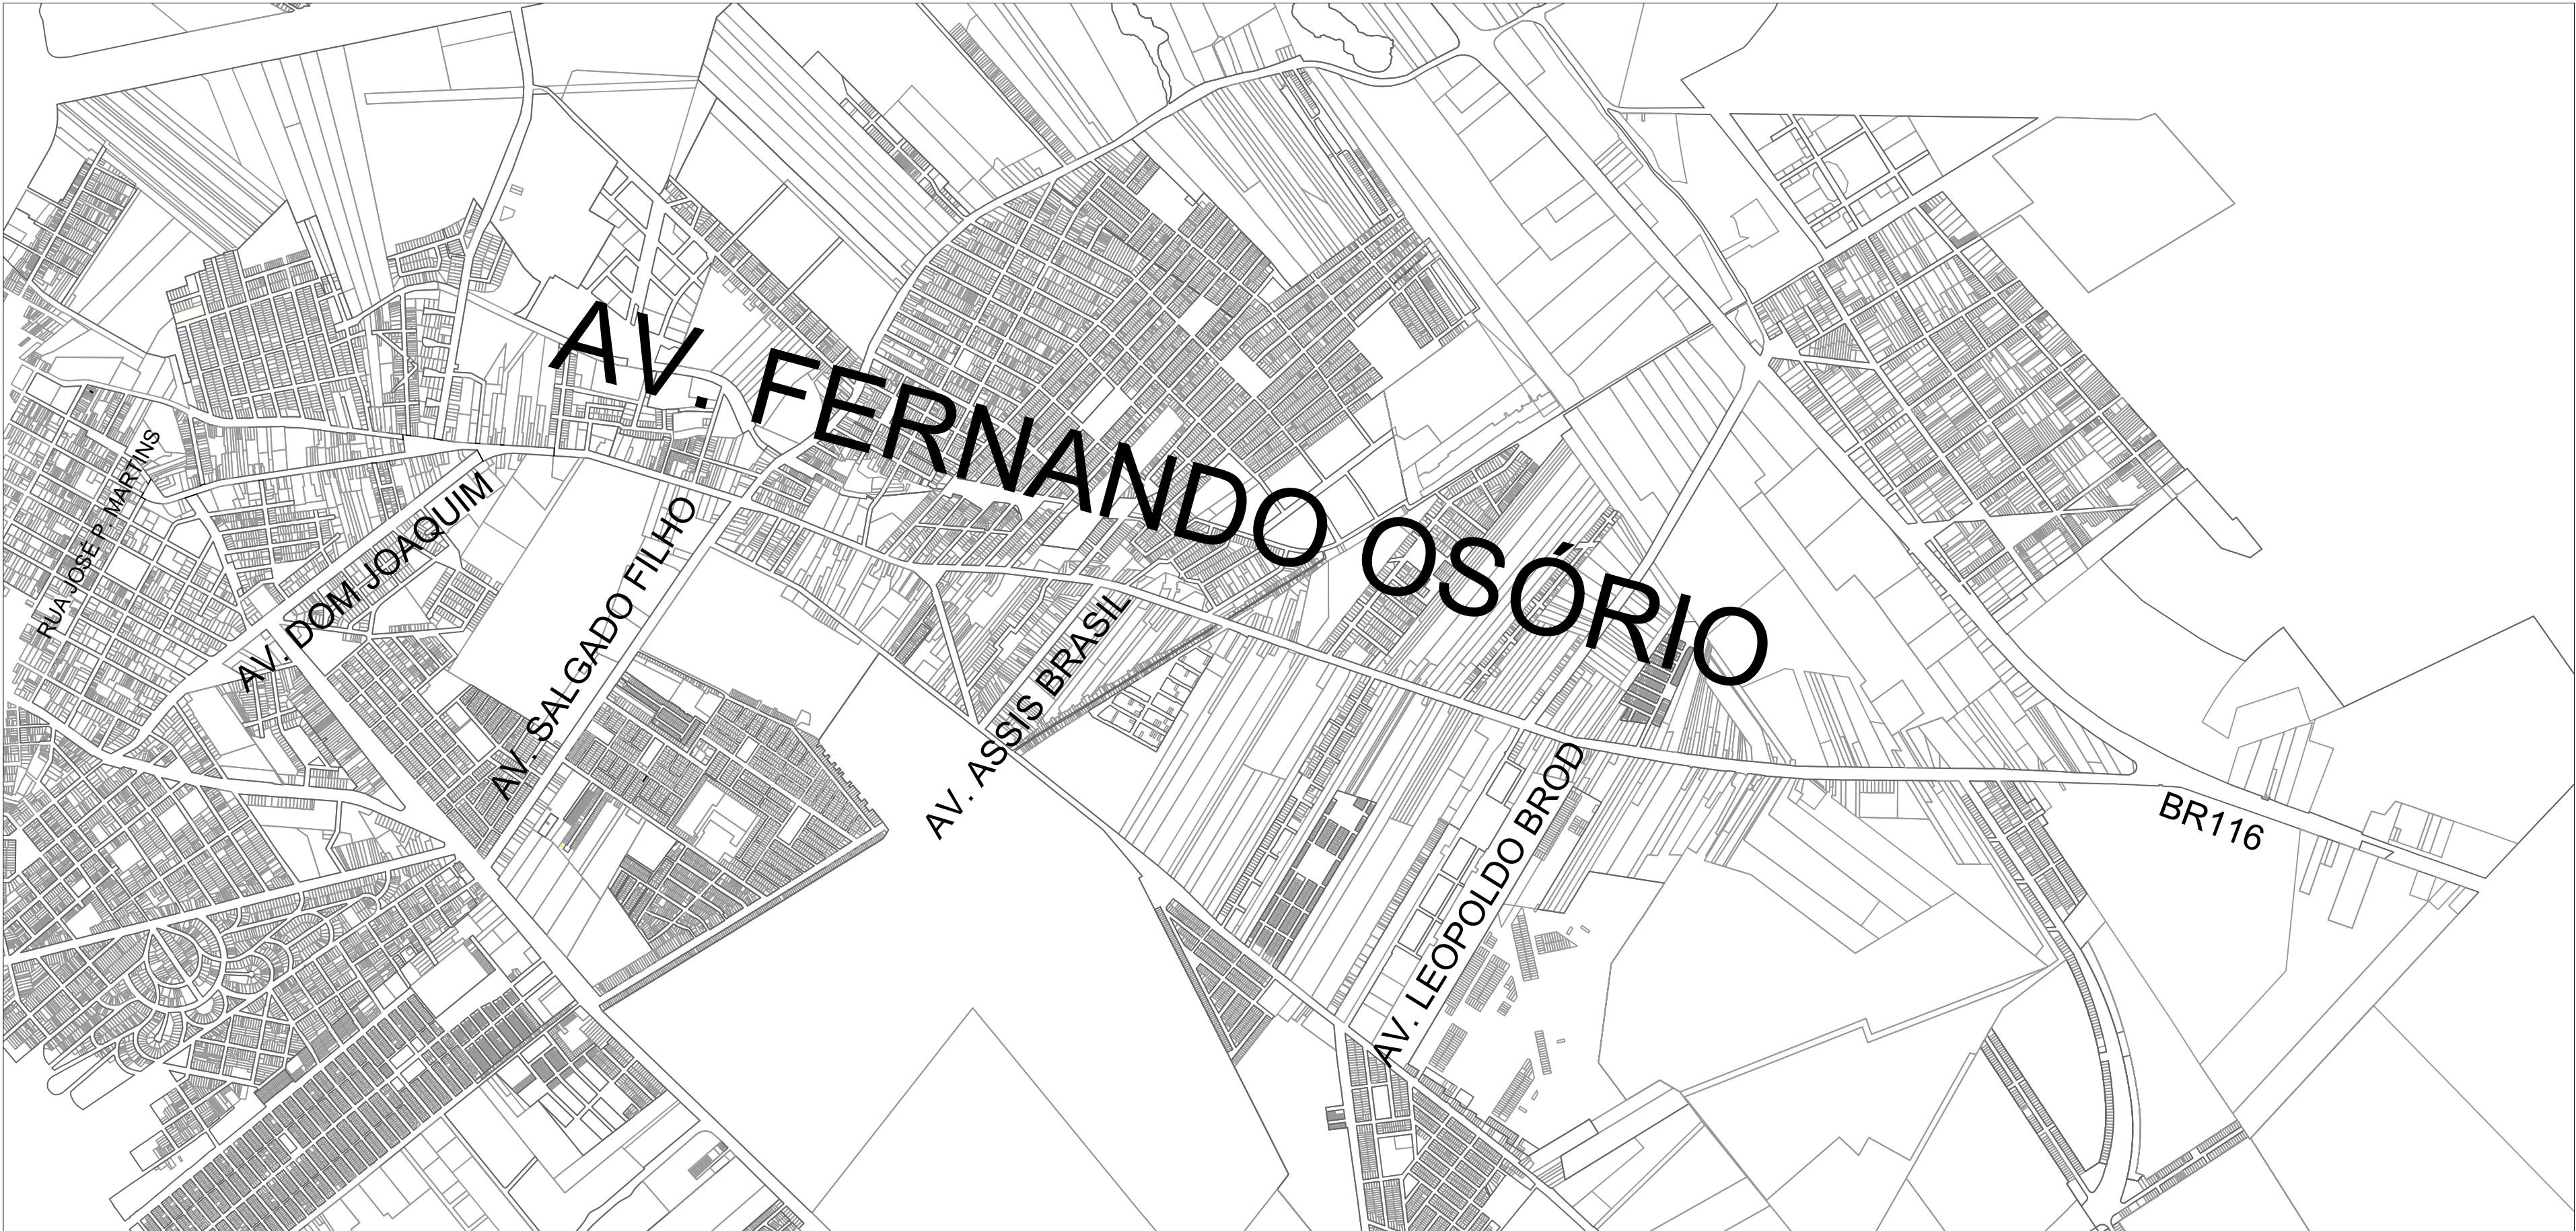 AV. FERNANDO OSÓRIO
RUA JOSÉ P. MARTINS
AV. DOM JOAQUIM
AV. SALGADO FILHO
AV. ASSIS BRASIL
AV. LEOPOLDO BROD
BR116